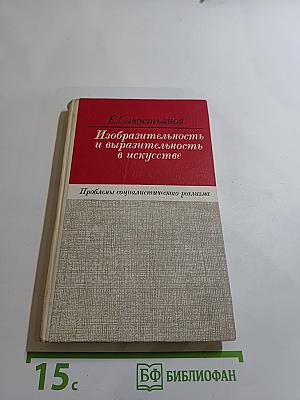 Е. Савостьянов
Изобразительность
и выразительность
в искусстве
Проблемы социалистического реализма
15с
БФ БИБЛИОФАН